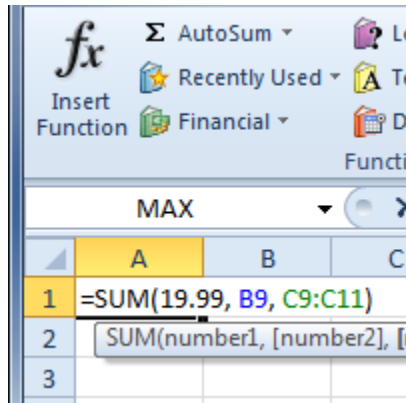 fx Σ AutoSum
Insert Function
Recently Used
Financial
MAX
A B C
1 =SUM(19.99, B9, C9:C11)
2 SUM(number1, [number2],
3